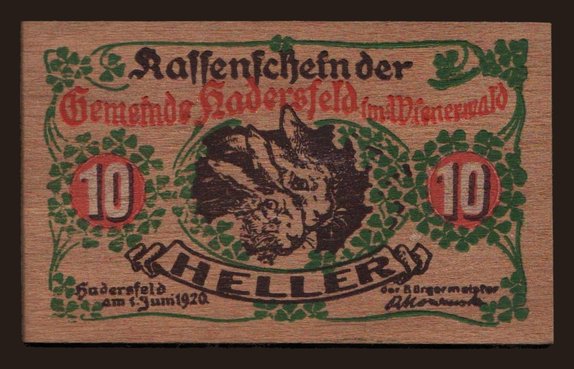 Kassenschein der
Gemeinde Hadersfeld im Wienerwald
10
10
HELLER
Hadersfeld
am 1. Juni 1920
der Bürgermeister